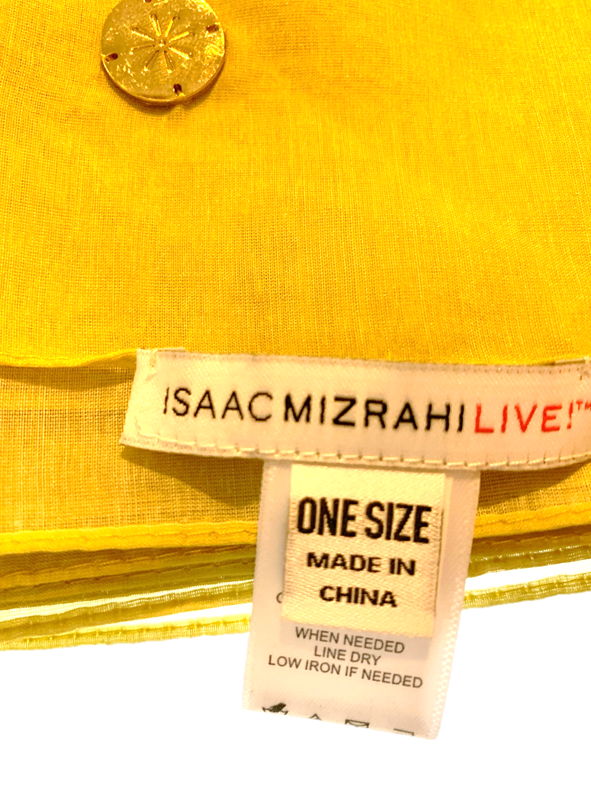 ISAAC MIZRAHI LIVE!™
ONE SIZE
MADE IN
CHINA
WHEN NEEDED
LINE DRY
LOW IRON IF NEEDED